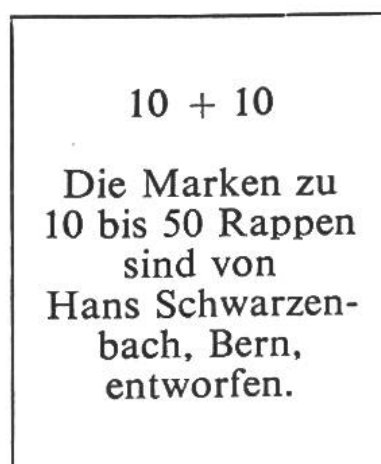 10 + 10
Die Marken zu
10 bis 50 Rappen
sind von
Hans Schwarzen-
bach, Bern,
entworfen.